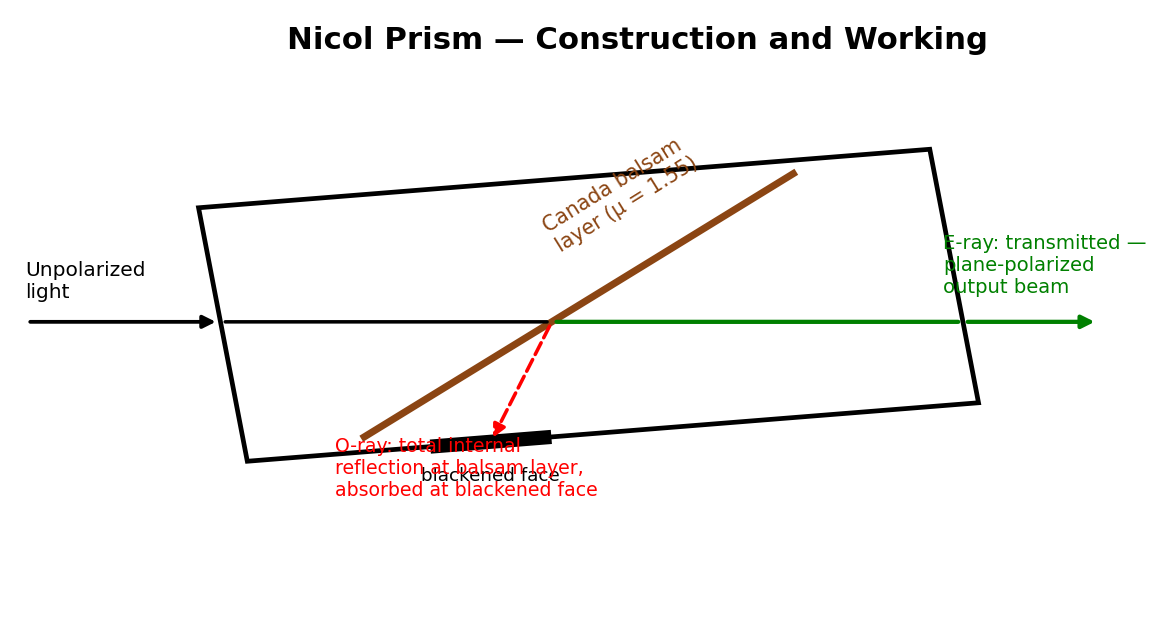 Nicol Prism — Construction and Working
Canada balsam
layer (μ = 1.55)
Unpolarized
light
E-ray: transmitted —
plane-polarized
output beam
O-ray: total internal
reflection at balsam layer,
absorbed at blackened face
blackened face